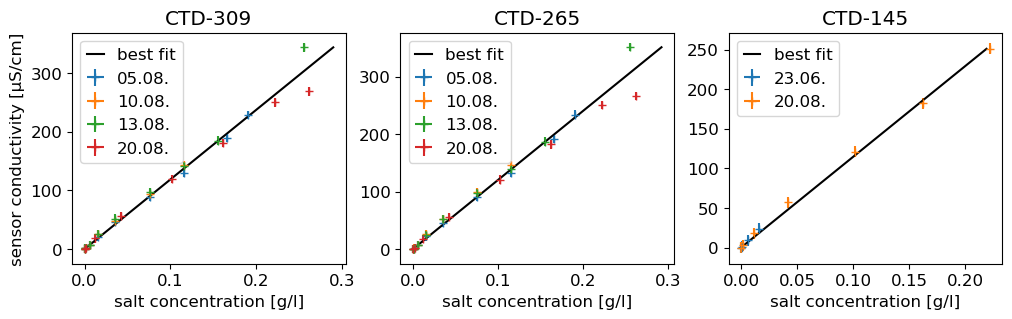 CTD-309
sensor conductivity [µS/cm]
300
200
100
0
best fit
05.08.
10.08.
13.08.
20.08.
0.0 0.1 0.2 0.3
salt concentration [g/l]
CTD-265
300
200
100
0
best fit
05.08.
10.08.
13.08.
20.08.
0.0 0.1 0.2 0.3
salt concentration [g/l]
CTD-145
250
200
150
100
50
0
best fit
23.06.
20.08.
0.00 0.05 0.10 0.15 0.20
salt concentration [g/l]